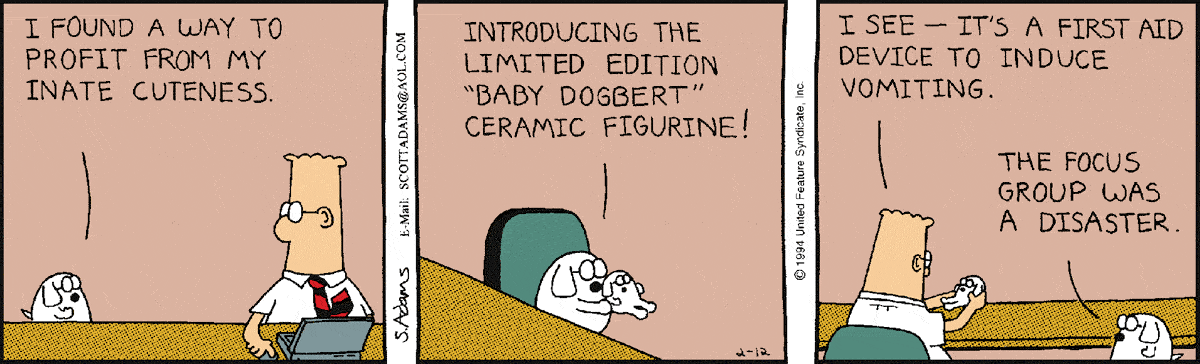 I FOUND A WAY TO
PROFIT FROM MY
INATE CUTENESS.
S.Adams
E-Mail: SCOTTADAMS@AOL.COM
INTRODUCING THE
LIMITED EDITION
"BABY DOGBERT"
CERAMIC FIGURINE!
2-12
© 1994 United Feature Syndicate, Inc.
I SEE — IT'S A FIRST AID
DEVICE TO INDUCE
VOMITING.
THE FOCUS
GROUP WAS
A DISASTER.